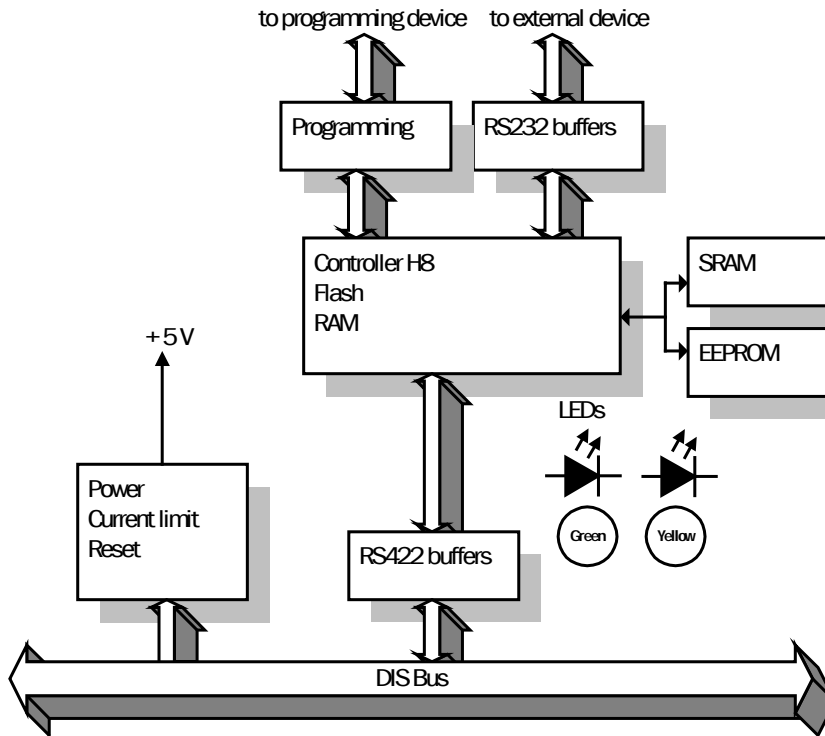 to programming device
to external device
Programming
RS232 buffers
Controller H8
Flash
RAM
SRAM
EEPROM
+5V
LEDs
Green
Yellow
Power
Current limit
Reset
RS422 buffers
DIS Bus